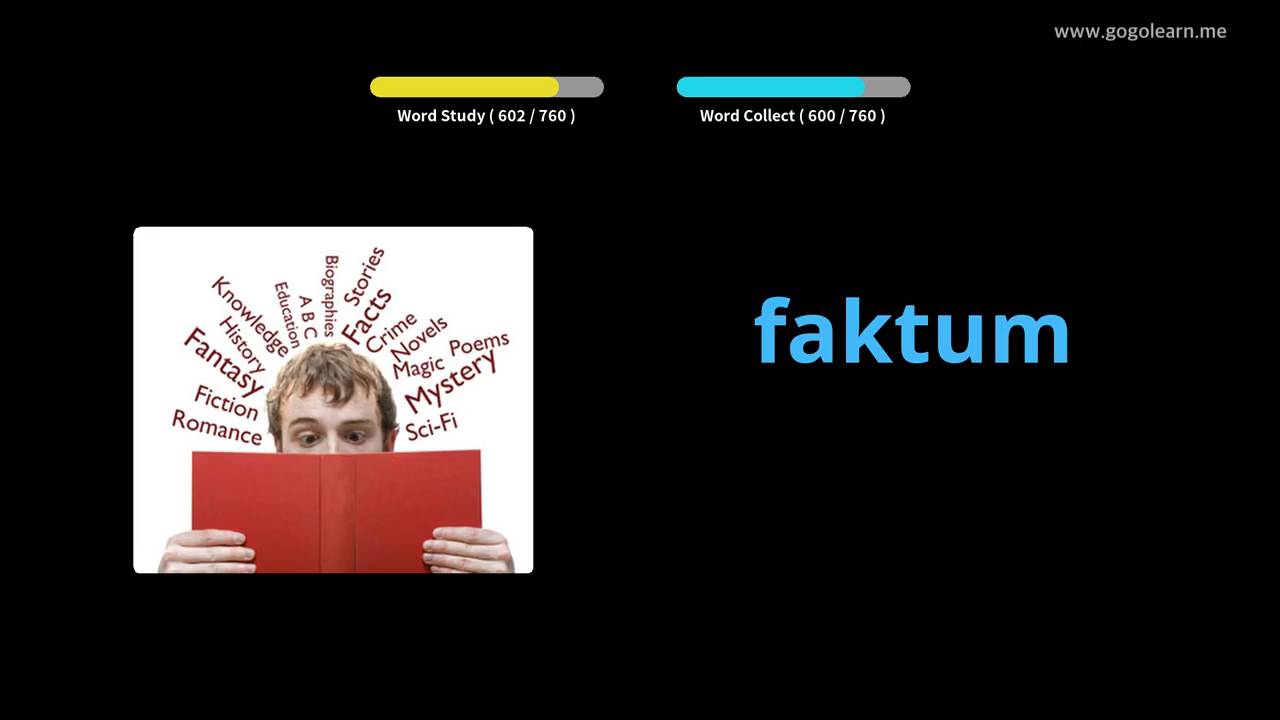 www.gogolearn.me
Word Study ( 602 / 760 )
Word Collect ( 600 / 760 )
faktum
Biographies
Stories
Education
A B C
Facts
Knowledge
History
Crime
Novels
Poems
Fantasy
Magic
Mystery
Fiction
Romance
Sci-Fi